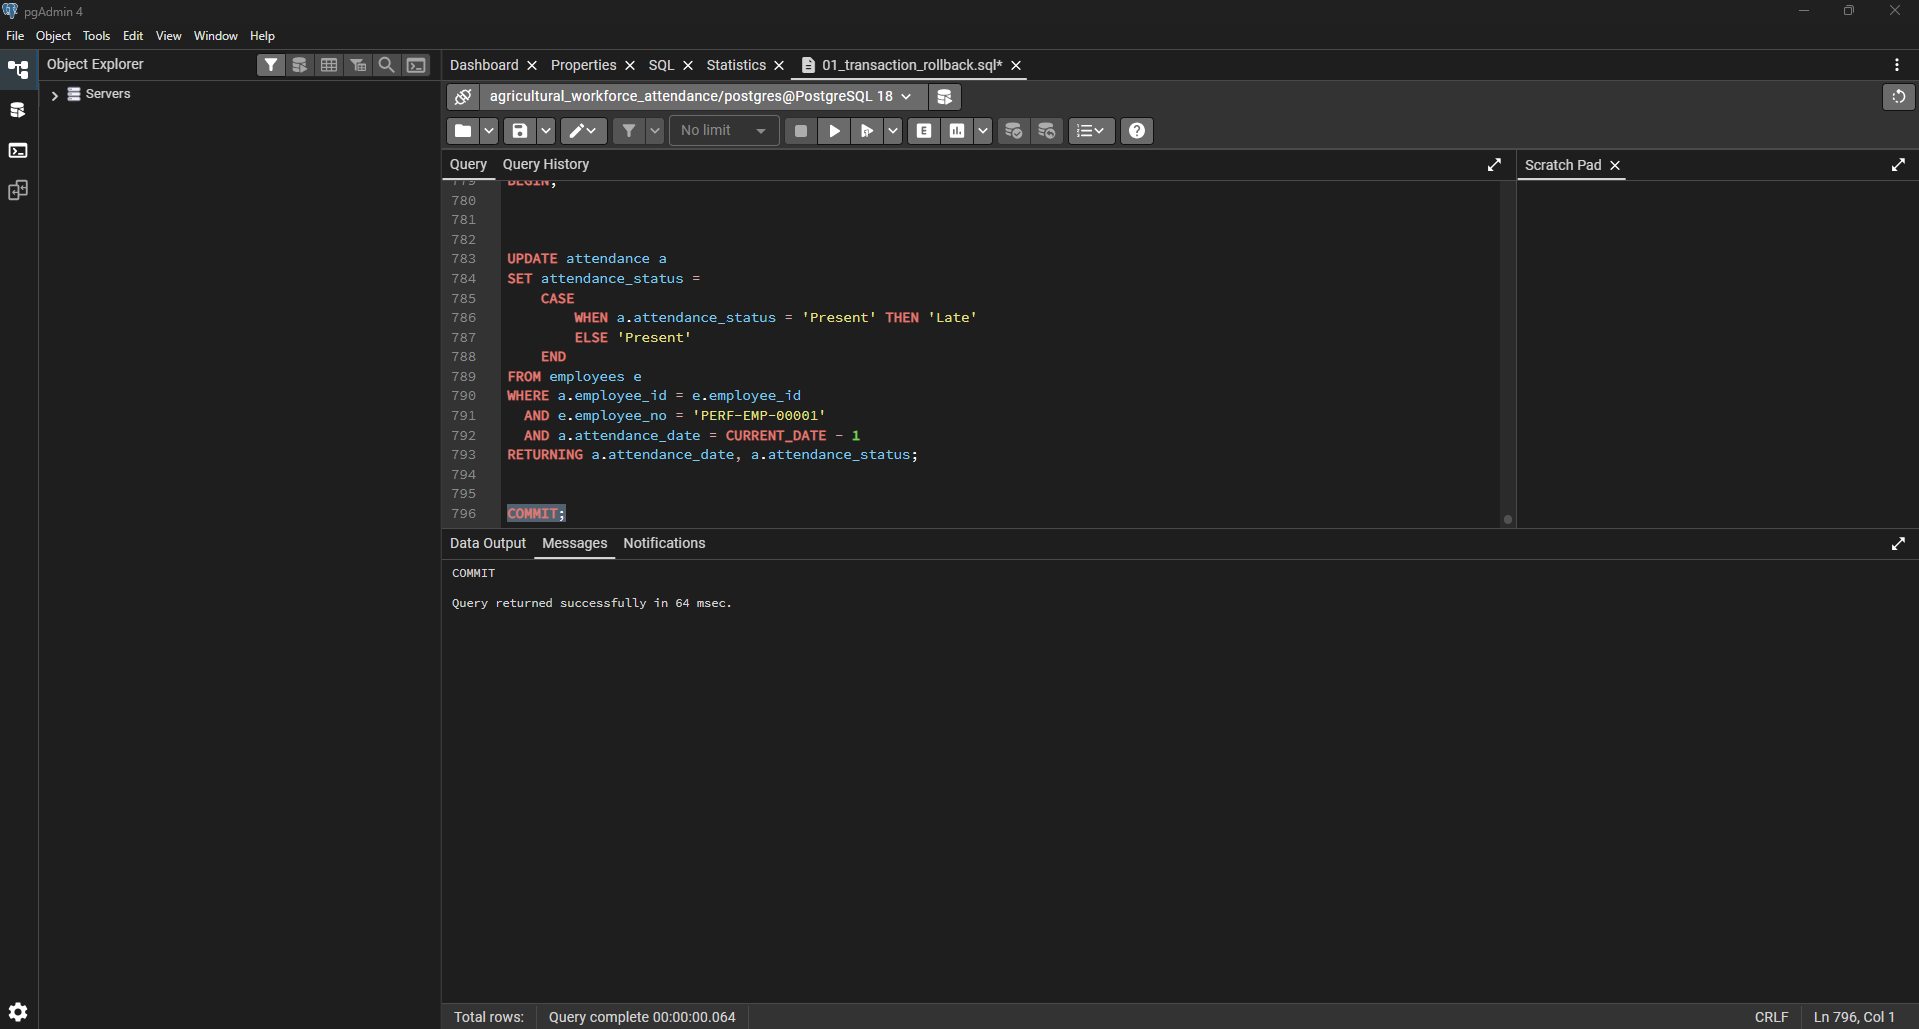 pgAdmin 4
File Object Tools Edit View Window Help
Object Explorer
Servers
Dashboard Properties SQL Statistics 01_transaction_rollback.sql*
agricultural_workforce_attendance/postgres@PostgreSQL 18
No limit
E
Query Query History
Scratch Pad
779 BEGIN;
780
781
782
783 UPDATE attendance a
784 SET attendance_status =
785 CASE
786 WHEN a.attendance_status = 'Present' THEN 'Late'
787 ELSE 'Present'
788 END
789 FROM employees e
790 WHERE a.employee_id = e.employee_id
791 AND e.employee_no = 'PERF-EMP-00001'
792 AND a.attendance_date = CURRENT_DATE - 1
793 RETURNING a.attendance_date, a.attendance_status;
794
795
796 COMMIT;
Data Output Messages Notifications
COMMIT
Query returned successfully in 64 msec.
Total rows: Query complete 00:00:00.064 CRLF Ln 796, Col 1